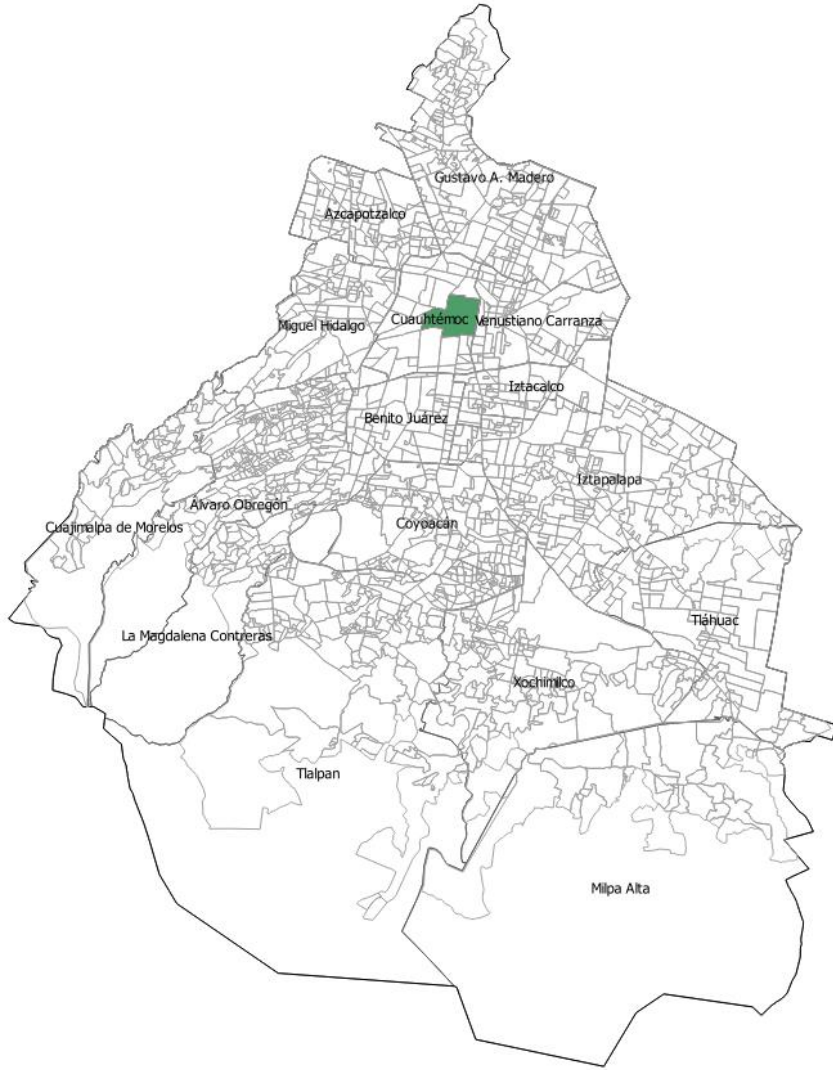 Gustavo A. Madero
Azcapotzalco
Miguel Hidalgo
Cuauhtémoc
Venustiano Carranza
Iztacalco
Benito Juárez
Iztapalapa
Álvaro Obregón
Coyoacán
Cuajimalpa de Morelos
Tláhuac
La Magdalena Contreras
Xochimilco
Tlalpan
Milpa Alta